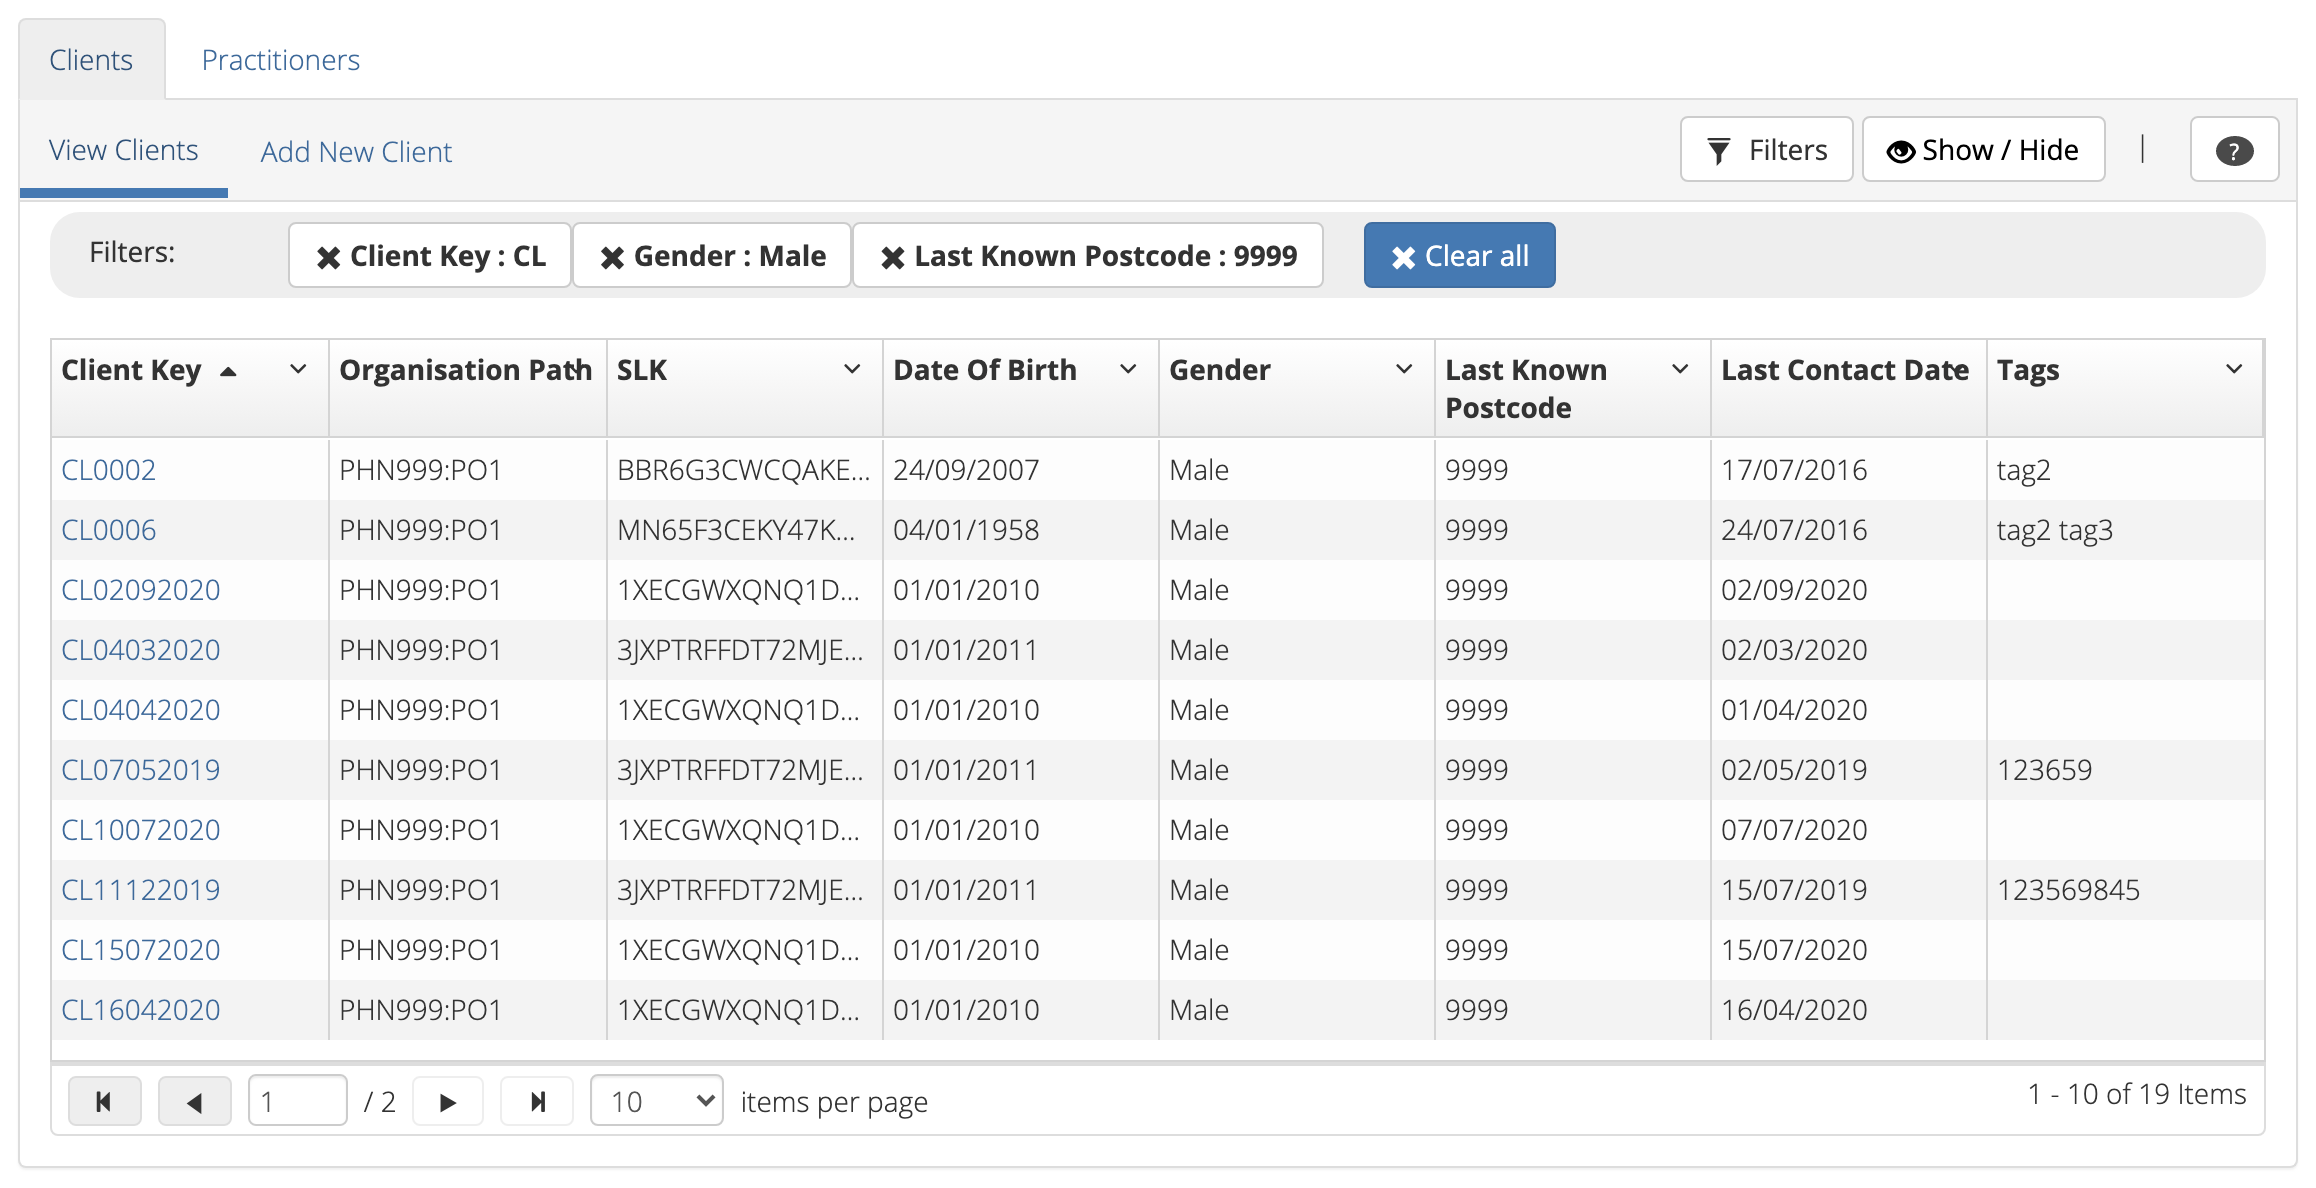 Clients Practitioners
View Clients Add New Client Filters Show / Hide | ?
Filters: Client Key : CL Gender : Male Last Known Postcode : 9999 Clear all
Client Key Organisation Path SLK Date Of Birth Gender Last Known Postcode Last Contact Date Tags
CL0002 PHN999:PO1 BBR6G3CWCQAKE... 24/09/2007 Male 9999 17/07/2016 tag2
CL0006 PHN999:PO1 MN65F3CEKY47K... 04/01/1958 Male 9999 24/07/2016 tag2 tag3
CL02092020 PHN999:PO1 1XECGWXQNQ1D... 01/01/2010 Male 9999 02/09/2020
CL04032020 PHN999:PO1 3JXPTRFFDT72MJE... 01/01/2011 Male 9999 02/03/2020
CL04042020 PHN999:PO1 1XECGWXQNQ1D... 01/01/2010 Male 9999 01/04/2020
CL07052019 PHN999:PO1 3JXPTRFFDT72MJE... 01/01/2011 Male 9999 02/05/2019 123659
CL10072020 PHN999:PO1 1XECGWXQNQ1D... 01/01/2010 Male 9999 07/07/2020
CL11122019 PHN999:PO1 3JXPTRFFDT72MJE... 01/01/2011 Male 9999 15/07/2019 123569845
CL15072020 PHN999:PO1 1XECGWXQNQ1D... 01/01/2010 Male 9999 15/07/2020
CL16042020 PHN999:PO1 1XECGWXQNQ1D... 01/01/2010 Male 9999 16/04/2020
1 / 2 10 items per page 1 - 10 of 19 Items